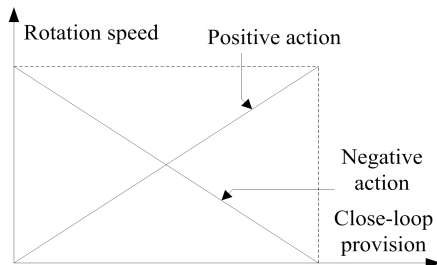 Rotation speed
Positive action
Negative
action
Close-loop
provision